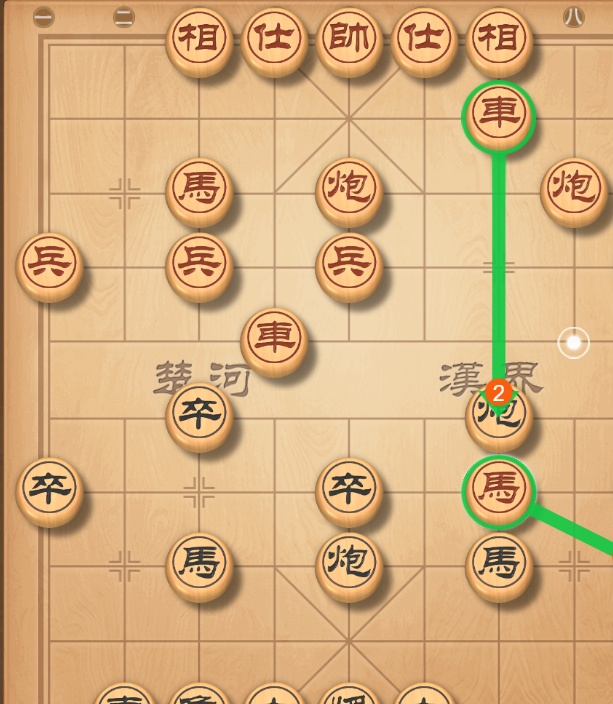 一 二 八
相 仕 帥 仕 相
車
馬 炮 炮
兵 兵 兵
車
楚河 漢界
2
卒 炮
卒 卒 馬
馬 炮 馬